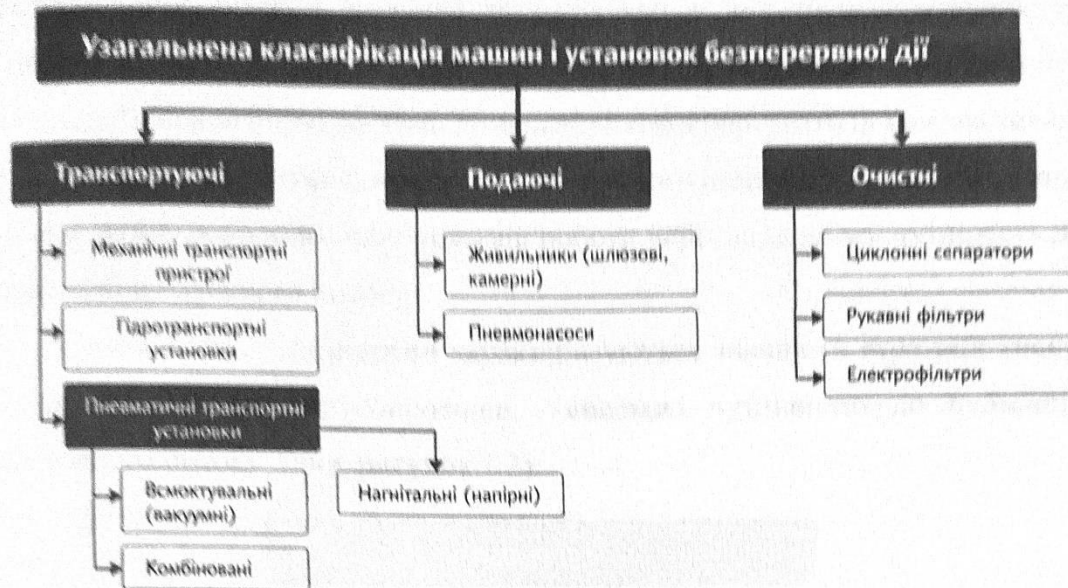 Узагальнена класифікація машин і установок безперервної дії
Транспортуючі
Механічні транспортні
пристрої
Гідротранспортні
установки
Пневматичні транспортні
установки
Всмоктувальні
(вакуумні)
Комбіновані
Нагнітальні (напірні)
Подаючі
Живильники (шлюзові,
камерні)
Пневмонасоси
Очистні
Циклонні сепаратори
Рукавні фільтри
Електрофільтри